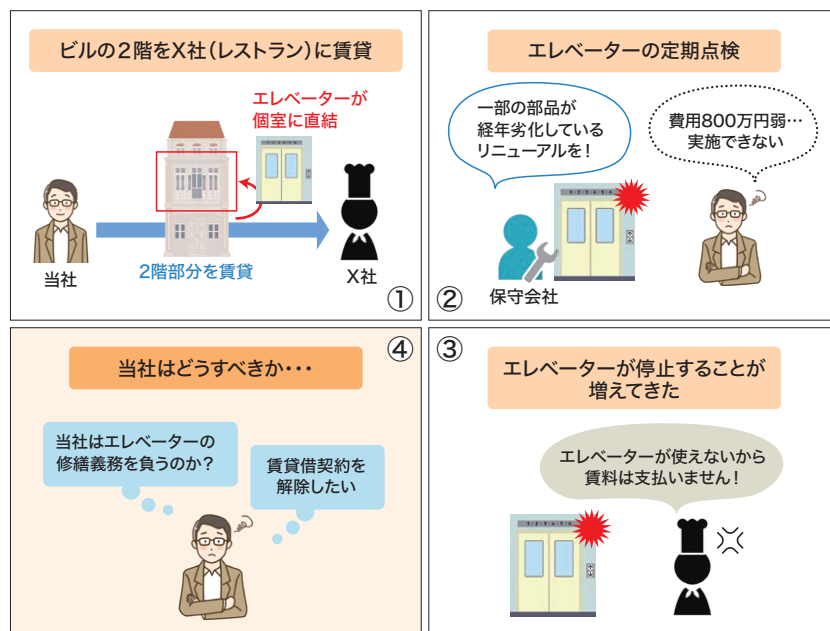 ビルの2階をX社（レストラン）に賃貸
エレベーターが
個室に直結
当社
2階部分を賃貸
X社
①
エレベーターの定期点検
一部の部品が
経年劣化している
リニューアルを！
費用800万円弱…
実施できない
保守会社
②
③
エレベーターが停止することが
増えてきた
エレベーターが使えないから
賃料は支払いません！
④
当社はどうすべきか・・・
当社はエレベーターの
修繕義務を負うのか？
賃貸借契約を
解除したい